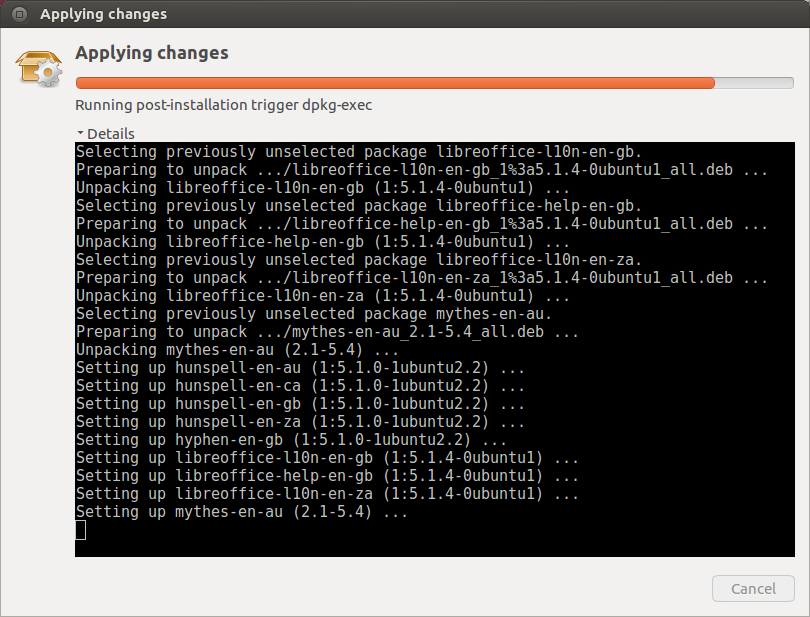 Applying changes
Applying changes
Running post-installation trigger dpkg-exec
Details
Selecting previously unselected package libreoffice-l10n-en-gb.
Preparing to unpack .../libreoffice-l10n-en-gb_1%3a5.1.4-0ubuntu1_all.deb ...
Unpacking libreoffice-l10n-en-gb (1:5.1.4-0ubuntu1) ...
Selecting previously unselected package libreoffice-help-en-gb.
Preparing to unpack .../libreoffice-help-en-gb_1%3a5.1.4-0ubuntu1_all.deb ...
Unpacking libreoffice-help-en-gb (1:5.1.4-0ubuntu1) ...
Selecting previously unselected package libreoffice-l10n-en-za.
Preparing to unpack .../libreoffice-l10n-en-za_1%3a5.1.4-0ubuntu1_all.deb ...
Unpacking libreoffice-l10n-en-za (1:5.1.4-0ubuntu1) ...
Selecting previously unselected package mythes-en-au.
Preparing to unpack .../mythes-en-au_2.1-5.4_all.deb ...
Unpacking mythes-en-au (2.1-5.4) ...
Setting up hunspell-en-au (1:5.1.0-1ubuntu2.2) ...
Setting up hunspell-en-ca (1:5.1.0-1ubuntu2.2) ...
Setting up hunspell-en-gb (1:5.1.0-1ubuntu2.2) ...
Setting up hunspell-en-za (1:5.1.0-1ubuntu2.2) ...
Setting up hyphen-en-gb (1:5.1.0-1ubuntu2.2) ...
Setting up libreoffice-l10n-en-gb (1:5.1.4-0ubuntu1) ...
Setting up libreoffice-help-en-gb (1:5.1.4-0ubuntu1) ...
Setting up libreoffice-l10n-en-za (1:5.1.4-0ubuntu1) ...
Setting up mythes-en-au (2.1-5.4) ...
Cancel